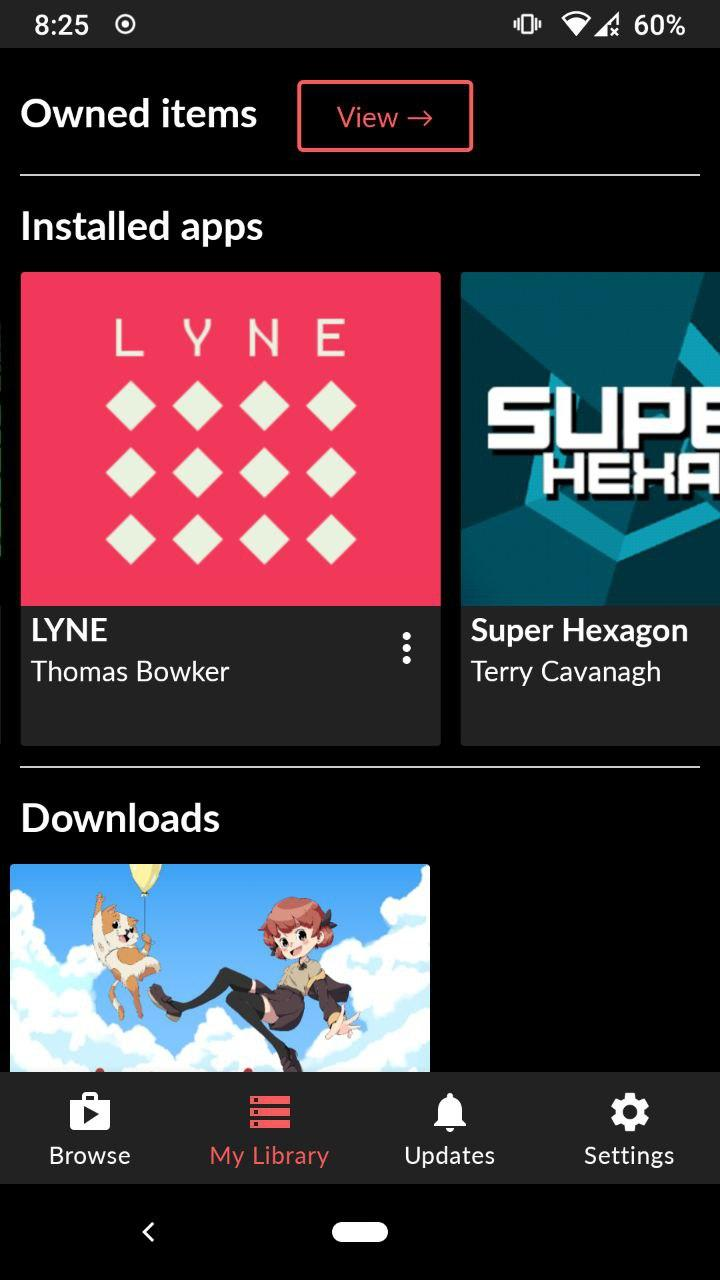 8:25 60%
Owned items
View →
Installed apps
LYNE
SUPE
HEXA
LYNE
Thomas Bowker
Super Hexagon
Terry Cavanagh
Downloads
Browse
My Library
Updates
Settings